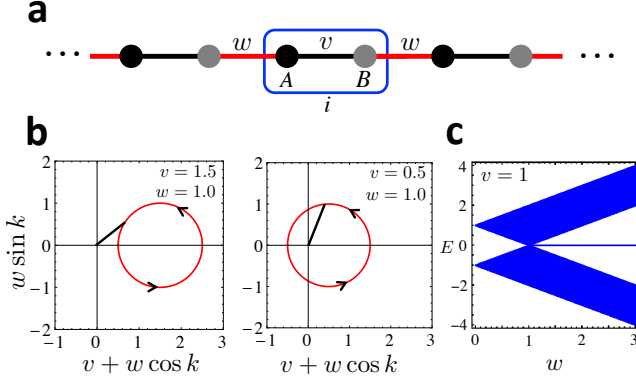 a
... w v w ...
A B
i
b
2 v = 1.5
w = 1.0
1
0
−1
−2
−1 0 1 2 3
w sin k
v + w cos k
2 v = 0.5
w = 1.0
1
0
−1
−2
−1 0 1 2 3
v + w cos k
c
4 v = 1
2
E 0
−2
−4
0 1 2 3
w